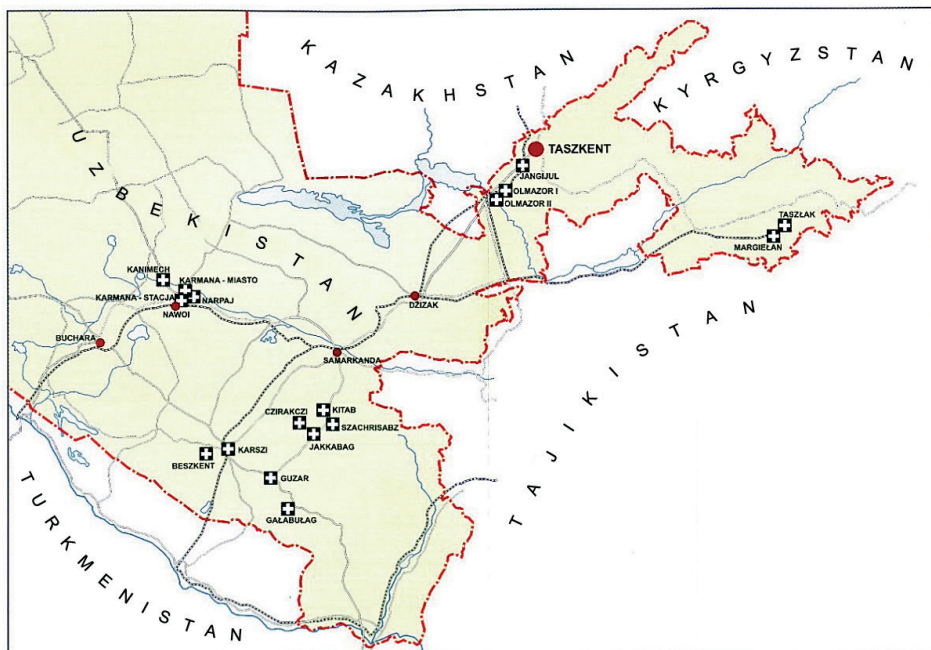 KAZAKHSTAN
KYRGYZSTAN
UZBEKISTAN
TASZKENT
JANGIJUL
OLMAZOR I
OLMAZOR II
TASZŁAK
MARGIEŁAN
KANIMECH
KARMANA - MIASTO
KARMANA - STACJA
NARPAJ
NAWOI
DŻIZAK
BUCHARA
SAMARKANDA
TAJIKISTAN
CZIRAKCZI
KITAB
SZACHRISABZ
JAKKABAG
KARSZI
BESZKENT
GUZAR
GAŁABUŁAG
TURKMENISTAN